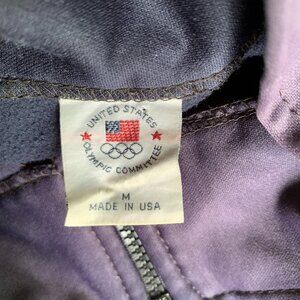 UNITED STATES
OLYMPIC COMMITTEE
M
MADE IN USA